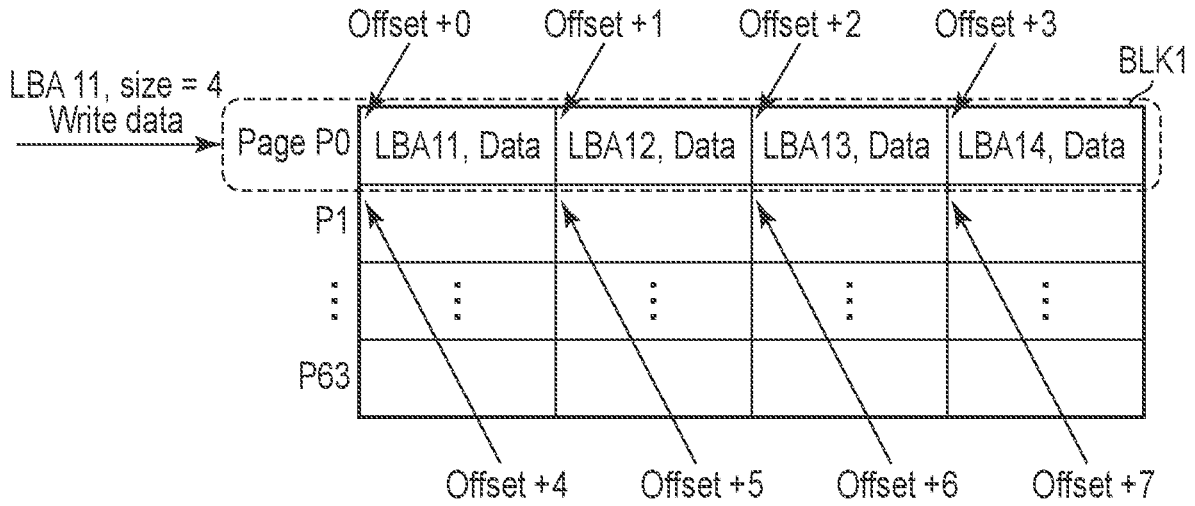 Offset +0 Offset +1 Offset +2 Offset +3
BLK1
LBA 11, size = 4
Write data
Page P0 LBA11, Data LBA12, Data LBA13, Data LBA14, Data
P1
P63
Offset +4 Offset +5 Offset +6 Offset +7